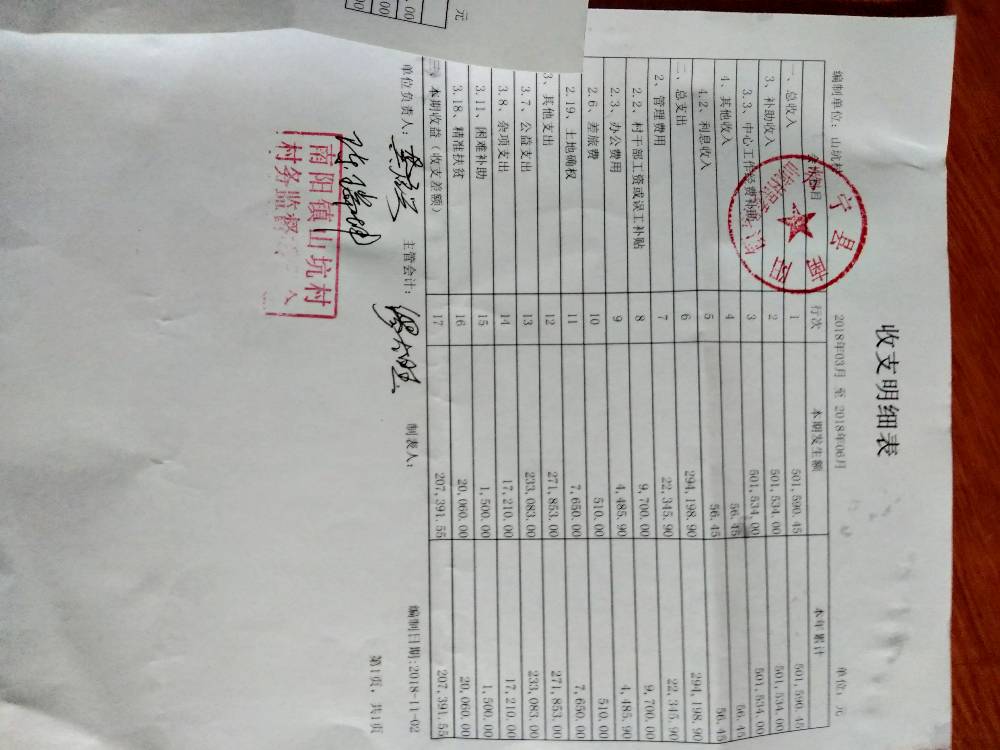 收支明细表
编制单位：山坑村 2018年03月 至 2018年06月 单位：元
行次 本期发生额 本年累计
一、总收入 1 501,590.45 501,590.45
3、补助收入 2 501,534.00 501,534.00
3.3、中心工作经费补助 3 501,534.00 501,534.00
4、其他收入 4 56.45 56.45
4.2、利息收入 5 56.45 56.45
二、总支出 6 294,198.90 294,198.90
2、管理费用 7 22,345.90 22,345.90
2.2、村干部工资或误工补贴 8 9,700.00 9,700.00
2.3、办公费用 9 4,485.90 4,485.90
2.6、差旅费 10 510.00 510.00
2.19、土地确权 11 7,650.00 7,650.00
3、其他支出 12 271,853.00 271,853.00
3.7、公益支出 13 233,083.00 233,083.00
3.8、杂项支出 14 17,210.00 17,210.00
3.11、困难补助 15 1,500.00 1,500.00
3.18、精准扶贫 16 20,060.00 20,060.00
三、本期收益（收支差额） 17 207,391.55 207,391.55
单位负责人： 主管会计： 制表人： 编制日期：2018-11-02
第1页，共1页
南阳镇山坑村
村务监督
宁县南阳
元
.00
.00
00